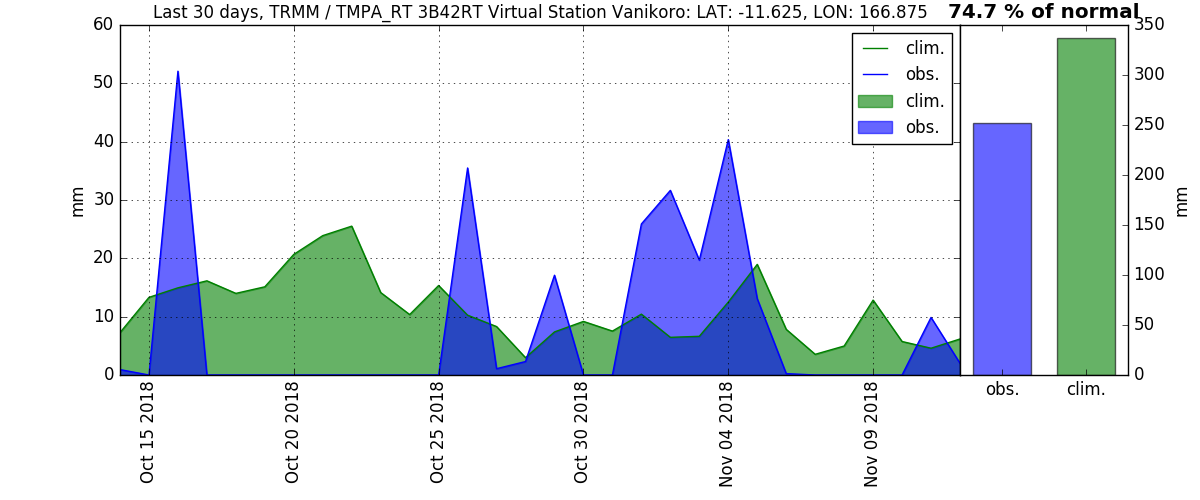 Last 30 days, TRMM / TMPA_RT 3B42RT Virtual Station Vanikoro: LAT: -11.625, LON: 166.875
74.7 % of normal
60
50
40
30
20
10
0
mm
clim.
obs.
clim.
obs.
Oct 15 2018
Oct 20 2018
Oct 25 2018
Oct 30 2018
Nov 04 2018
Nov 09 2018
350
300
250
200
150
100
50
0
mm
obs.
clim.